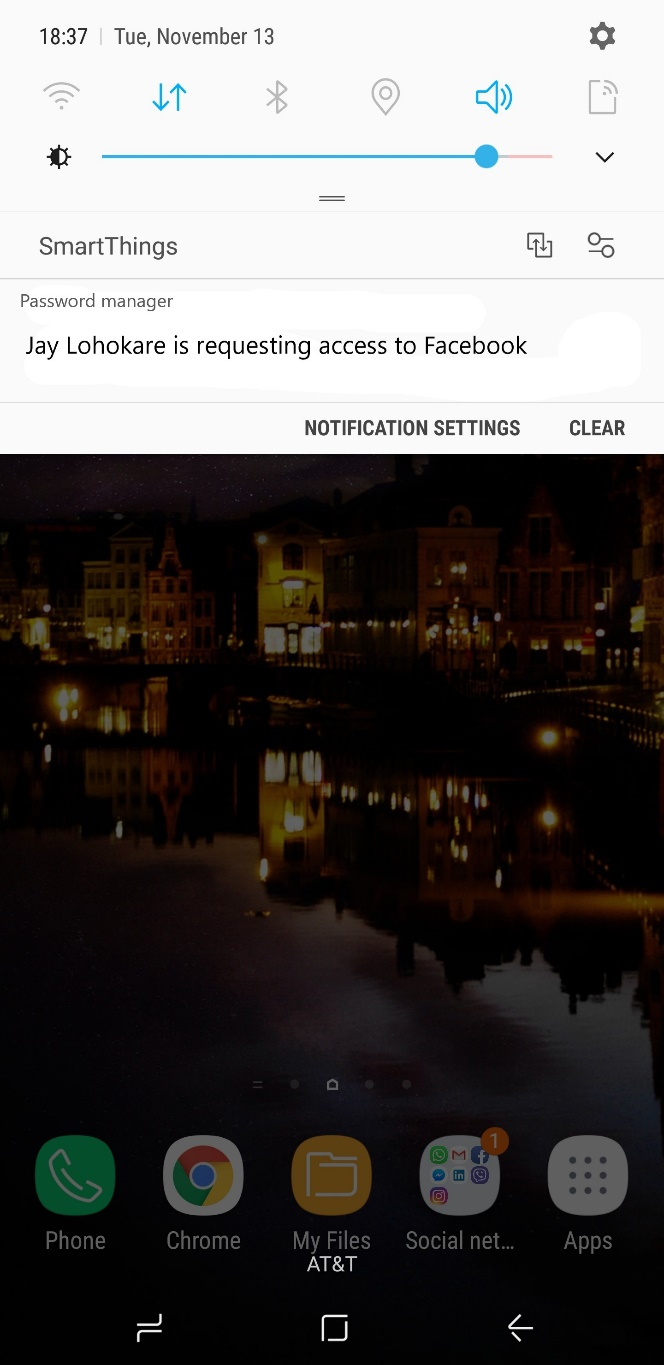 18:37 | Tue, November 13
SmartThings
Password manager
Jay Lohokare is requesting access to Facebook
NOTIFICATION SETTINGS CLEAR
1
Phone Chrome My Files Social net... Apps
AT&T